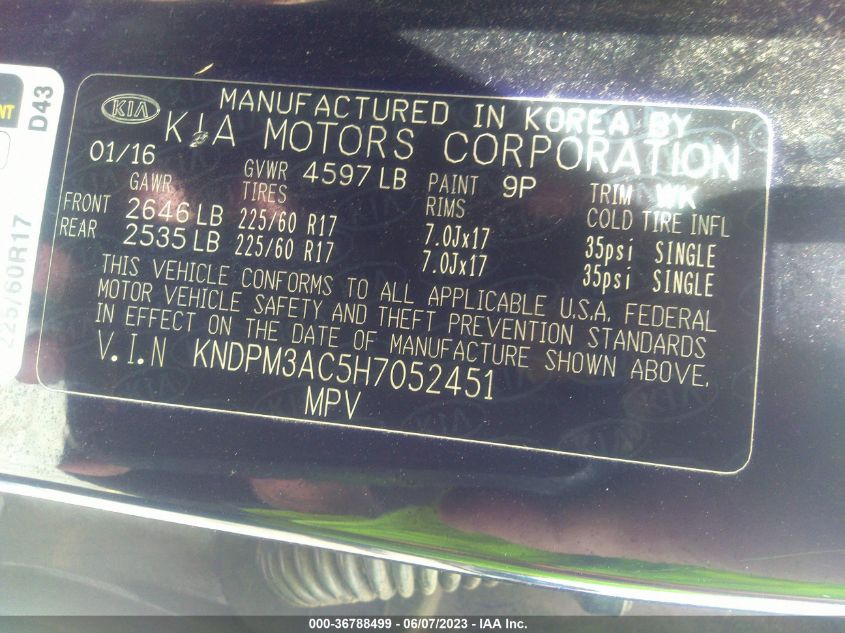 KIA
MANUFACTURED IN KOREA BY
KIA MOTORS CORPORATION
01/16 GVWR 4597 LB PAINT 9P TRIM WK
GAWR TIRES RIMS COLD TIRE INFL
FRONT 2646 LB 225/60 R17 7.0Jx17 35psi SINGLE
REAR 2535 LB 225/60 R17 7.0Jx17 35psi SINGLE
THIS VEHICLE CONFORMS TO ALL APPLICABLE U.S.A. FEDERAL
MOTOR VEHICLE SAFETY AND THEFT PREVENTION STANDARDS
IN EFFECT ON THE DATE OF MANUFACTURE SHOWN ABOVE.
V.I.N KNDPM3AC5H7052451
MPV
D43
225/60R17
000-36788499 - 06/07/2023 - IAAI.com